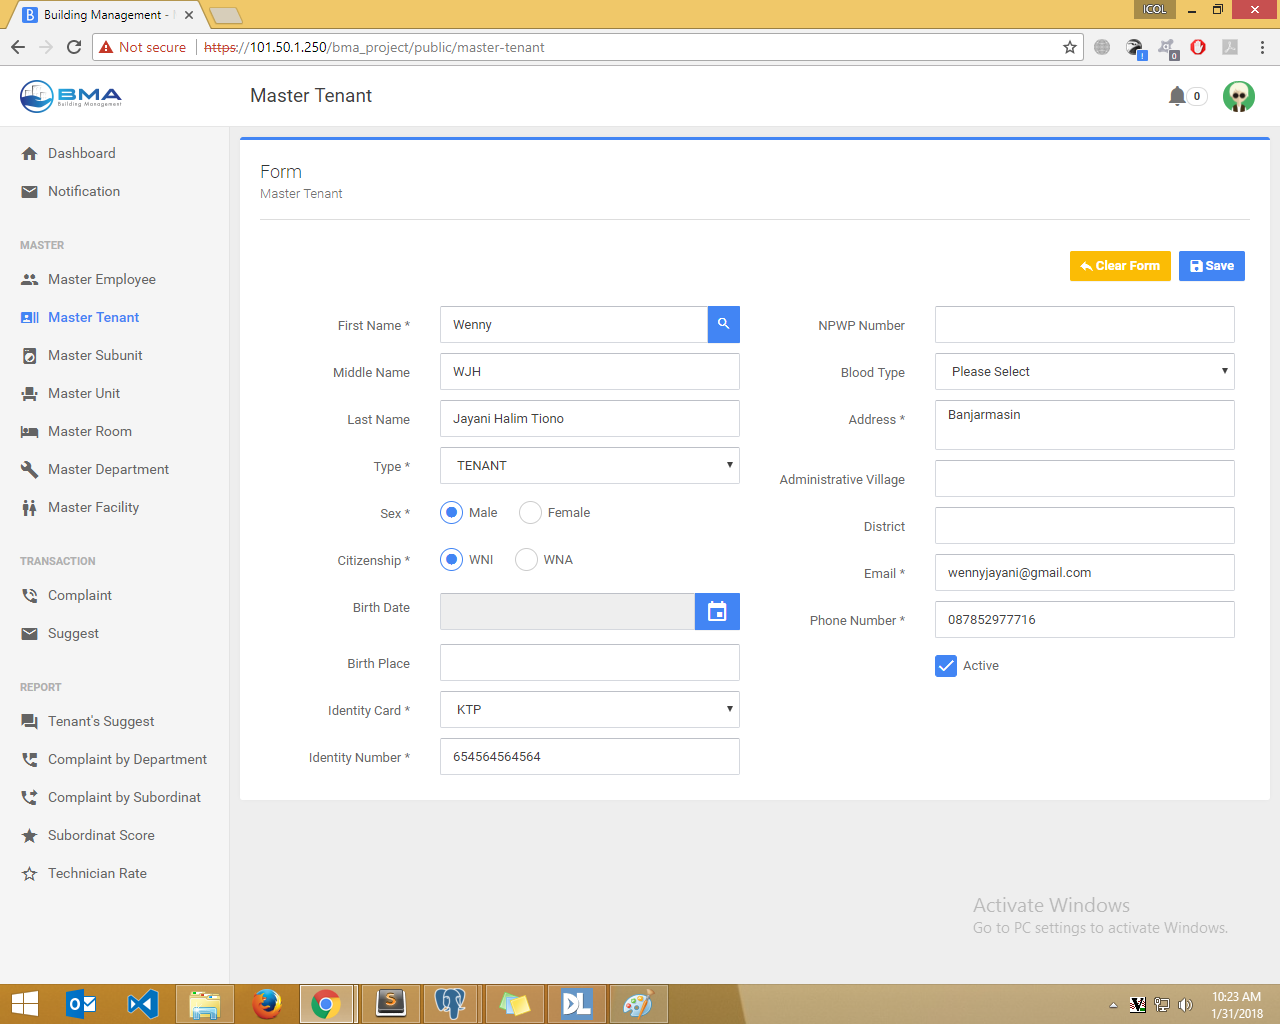 Building Management -
ICOL
Not secure
https://101.50.1.250/bma_project/public/master-tenant
!
0
BMA
Building Management
Master Tenant
0
Dashboard
Notification
MASTER
Master Employee
Master Tenant
Master Subunit
Master Unit
Master Room
Master Department
Master Facility
TRANSACTION
Complaint
Suggest
REPORT
Tenant's Suggest
Complaint by Department
Complaint by Subordinat
Subordinat Score
Technician Rate
Form
Master Tenant
Clear Form
Save
First Name *
Wenny
Middle Name
WJH
Last Name
Jayani Halim Tiono
Type *
TENANT
Sex *
Male
Female
Citizenship *
WNI
WNA
Birth Date
Birth Place
Identity Card *
KTP
Identity Number *
654564564564
NPWP Number
Blood Type
Please Select
Address *
Banjarmasin
Administrative Village
District
Email *
wennyjayani@gmail.com
Phone Number *
087852977716
Active
Activate Windows
Go to PC settings to activate Windows.
DL
10:23 AM
1/31/2018